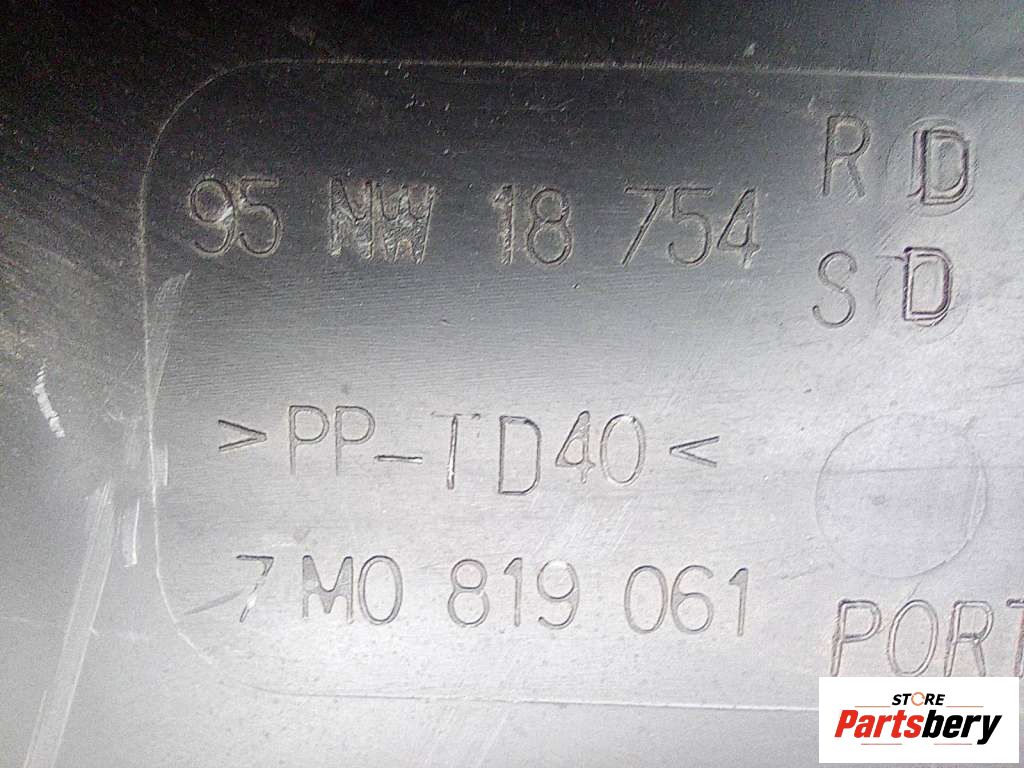 95 NW 18 754
R D
S D
>PP-TD40<
7M0 819 061
PORT
STORE
Partsbery